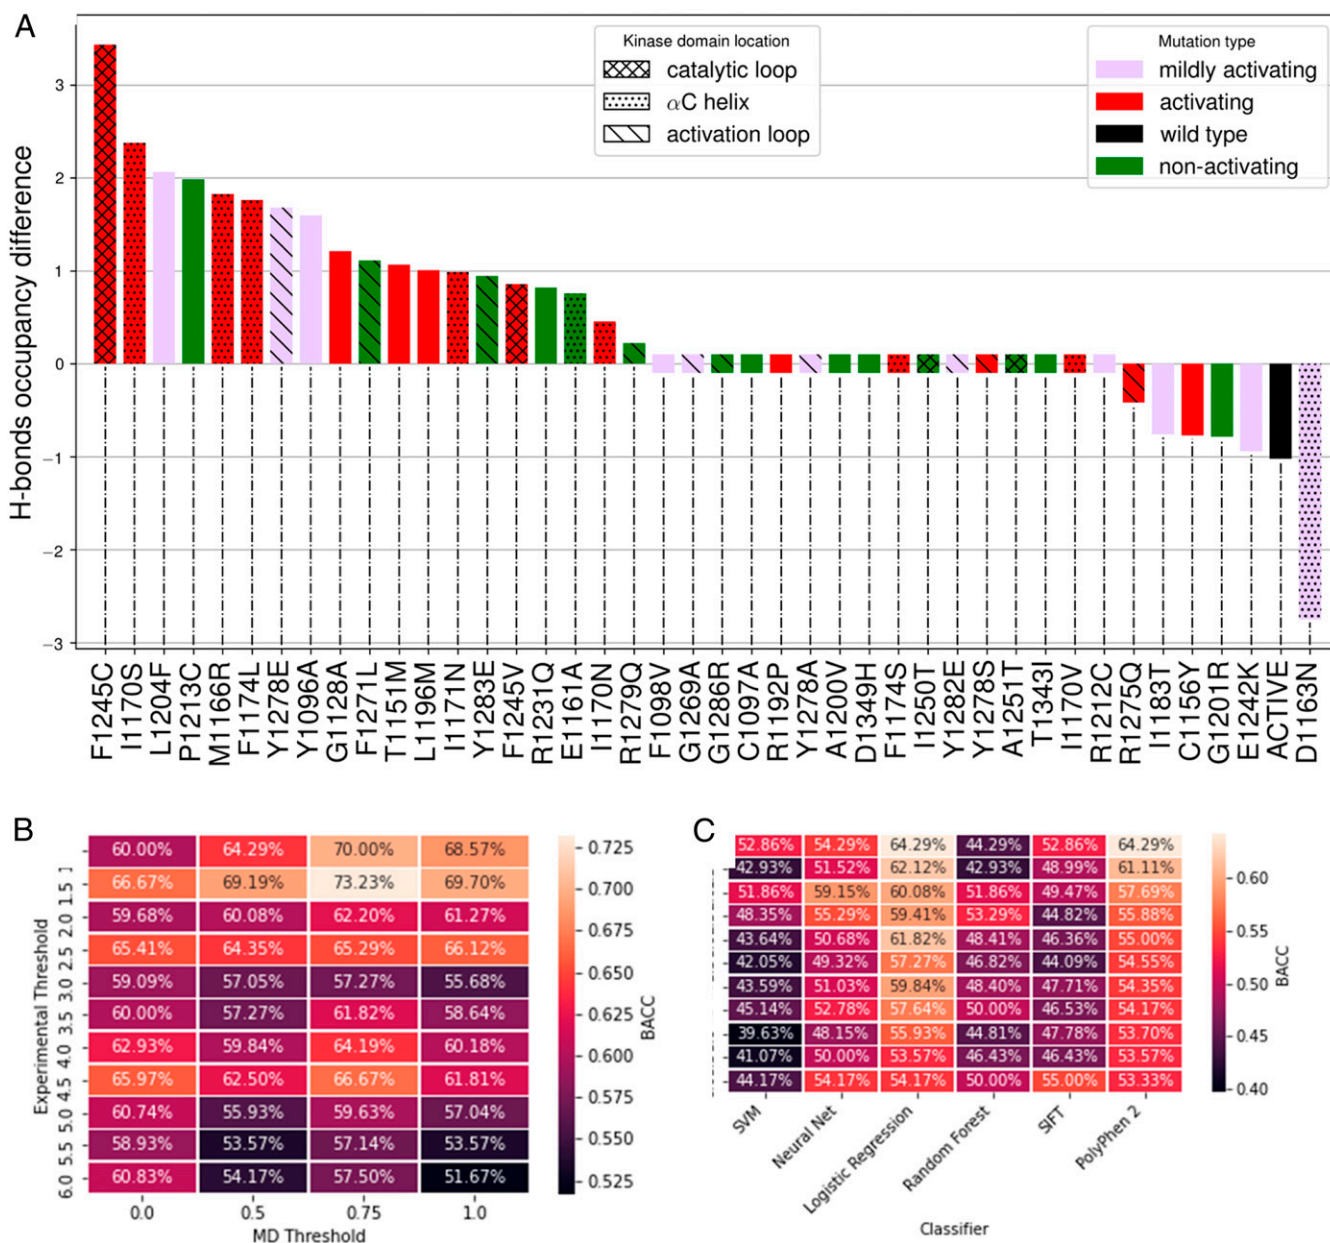 A
H-bonds occupancy difference
3
2
1
0
−1
−2
−3
Kinase domain location
catalytic loop
αC helix
activation loop
Mutation type
mildly activating
activating
wild type
non-activating
F1245C
I1170S
L1204F
P1213C
M1166R
F1174L
Y1278E
Y1096A
G1128A
F1271L
T1151M
L1196M
I1171N
Y1283E
F1245V
R1231Q
E1161A
I1170N
R1279Q
F1098V
G1269A
G1286R
C1097A
R1192P
Y1278A
A1200V
D1349H
F1174S
I1250T
Y1282E
Y1278S
A1251T
T1343I
I1170V
R1212C
R1275Q
I1183T
C1156Y
G1201R
E1242K
ACTIVE
D1163N
B
Experimental Threshold
60.00% 64.29% 70.00% 68.57%
1.5 66.67% 69.19% 73.23% 69.70%
2.0 59.68% 60.08% 62.20% 61.27%
2.5 65.41% 64.35% 65.29% 66.12%
3.0 59.09% 57.05% 57.27% 55.68%
3.5 60.00% 57.27% 61.82% 58.64%
4.0 62.93% 59.84% 64.19% 60.18%
4.5 65.97% 62.50% 66.67% 61.81%
5.0 60.74% 55.93% 59.63% 57.04%
5.5 58.93% 53.57% 57.14% 53.57%
6.0 60.83% 54.17% 57.50% 51.67%
0.0 0.5 0.75 1.0
MD Threshold
0.725
0.700
0.675
0.650
0.625
0.600
0.575
0.550
0.525
BACC
C
52.86% 54.29% 64.29% 44.29% 52.86% 64.29%
42.93% 51.52% 62.12% 42.93% 48.99% 61.11%
51.86% 59.15% 60.08% 51.86% 49.47% 57.69%
48.35% 55.29% 59.41% 53.29% 44.82% 55.88%
43.64% 50.68% 61.82% 48.41% 46.36% 55.00%
42.05% 49.32% 57.27% 46.82% 44.09% 54.55%
43.59% 51.03% 59.84% 48.40% 47.71% 54.35%
45.14% 52.78% 57.64% 50.00% 46.53% 54.17%
39.63% 48.15% 55.93% 44.81% 47.78% 53.70%
41.07% 50.00% 53.57% 46.43% 46.43% 53.57%
44.17% 54.17% 54.17% 50.00% 55.00% 53.33%
SVM
Neural Net
Logistic Regression
Random Forest
SIFT
PolyPhen 2
Classifier
0.60
0.55
0.50
0.45
0.40
BACC